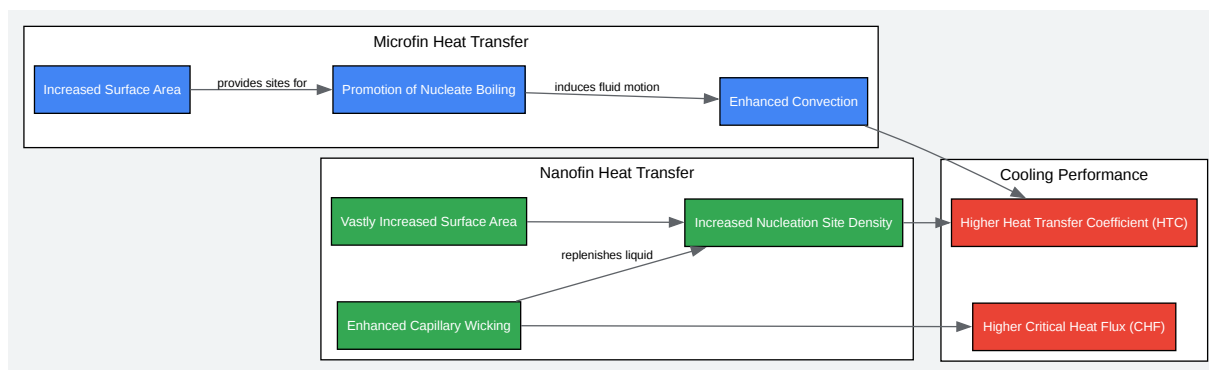 Microfin Heat Transfer
Increased Surface Area
provides sites for
Promotion of Nucleate Boiling
induces fluid motion
Enhanced Convection
Nanofin Heat Transfer
Vastly Increased Surface Area
Increased Nucleation Site Density
replenishes liquid
Enhanced Capillary Wicking
Cooling Performance
Higher Heat Transfer Coefficient (HTC)
Higher Critical Heat Flux (CHF)